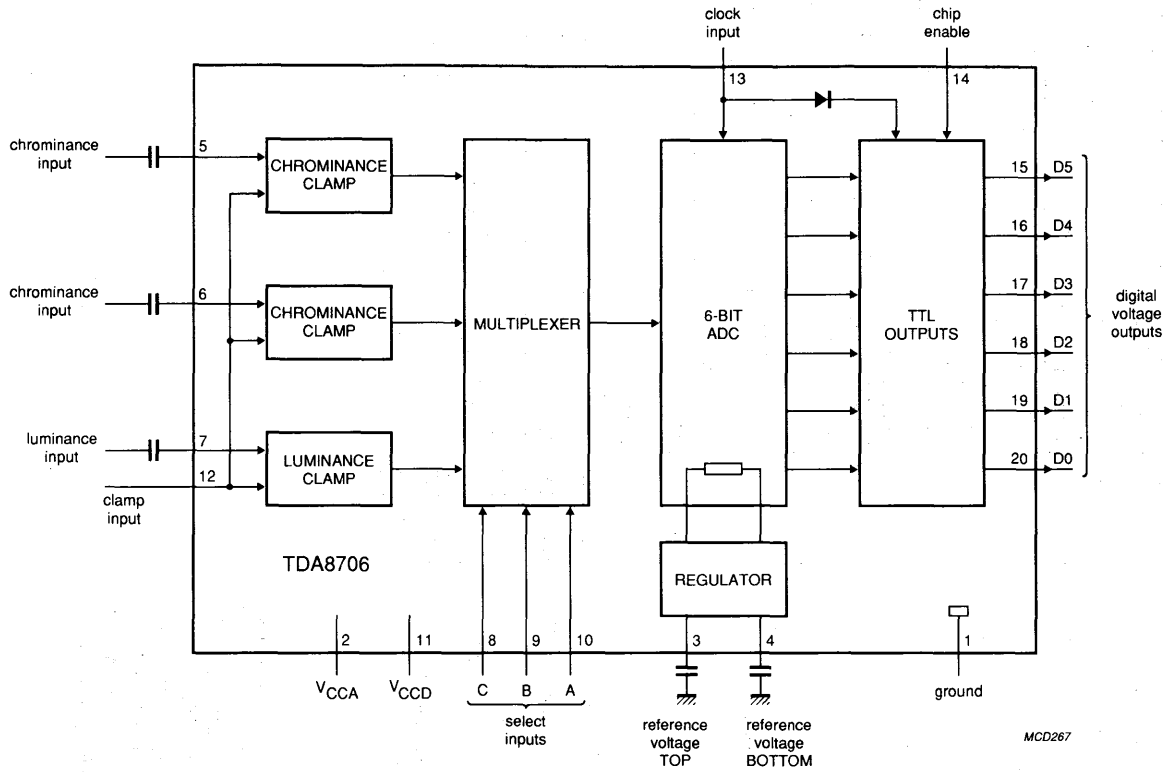 clock
input
chip
enable
13
14
chrominance
input
5
CHROMINANCE
CLAMP
chrominance
input
6
CHROMINANCE
CLAMP
luminance
input
7
LUMINANCE
CLAMP
12
clamp
input
MULTIPLEXER
6-BIT
ADC
TTL
OUTPUTS
15 D5
16 D4
17 D3
18 D2
19 D1
20 D0
digital
voltage
outputs
TDA8706
REGULATOR
2
11
8
9
10
3
4
1
VCCA
VCCD
C
B
A
select
inputs
reference
voltage
TOP
reference
voltage
BOTTOM
ground
MCD267